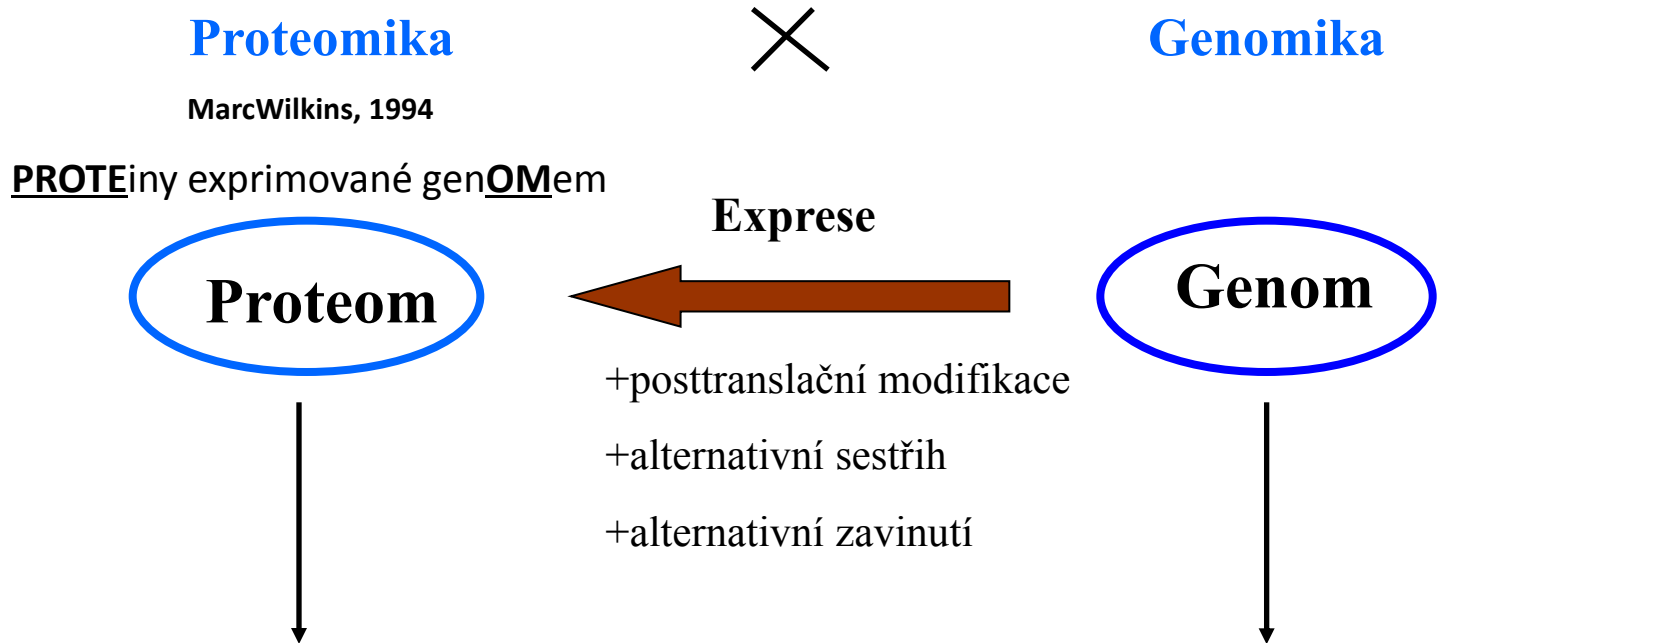 Proteomika
Genomika
MarcWilkins, 1994
PROTEiny exprimované genOMem
Exprese
Proteom
Genom
+posttranslační modifikace
+alternativní sestřih
+alternativní zavinutí